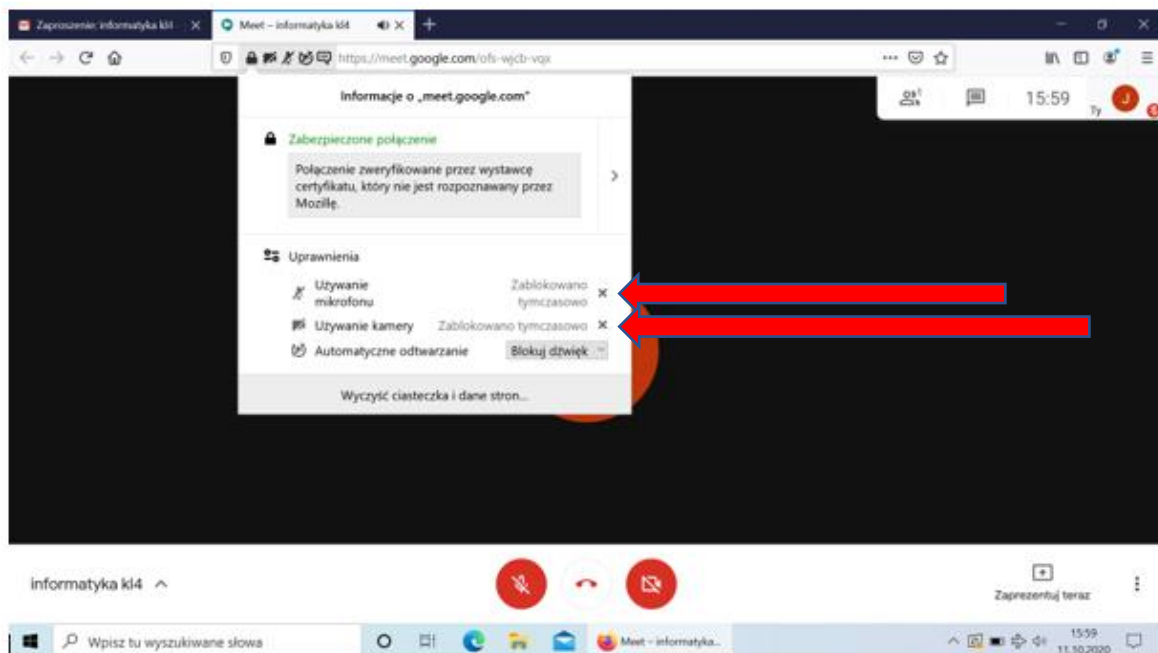 Zaproszenie: informatyka kl4
Meet – informatyka kl4
https://meet.google.com/ofs-wjcb-vqx
Informacje o „meet.google.com”
15:59
Ty
J
Zabezpieczone połączenie
Połączenie zweryfikowane przez wystawcę
certyfikatu, który nie jest rozpoznawany przez
Mozillę.
Uprawnienia
Używanie
mikrofonu
Zablokowano
tymczasowo
Używanie kamery
Zablokowano tymczasowo
Automatyczne odtwarzanie
Blokuj dźwięk
Wyczyść ciasteczka i dane stron...
informatyka kl4
Zaprezentuj teraz
Wpisz tu wyszukiwane słowa
Meet – informatyka...
15:59
11.10.2020